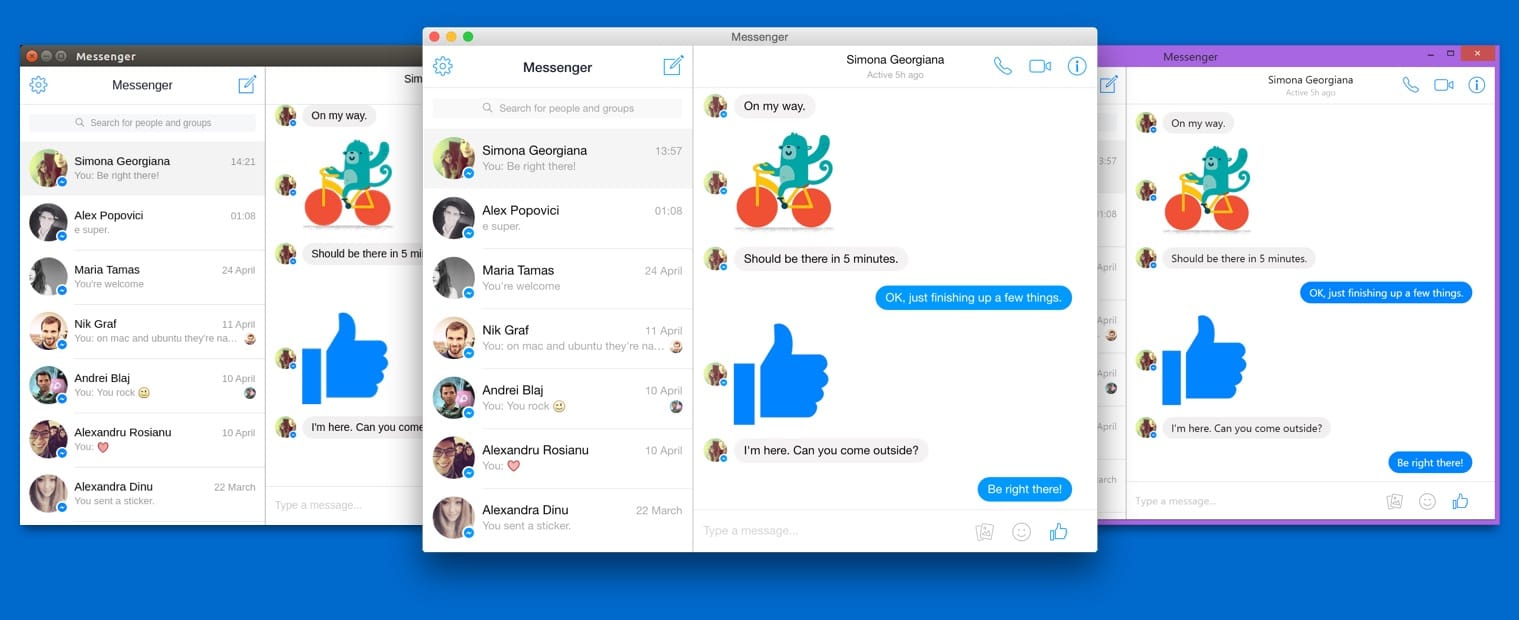 Messenger
Messenger
Search for people and groups
Simona Georgiana 14:21
You: Be right there!
Alex Popovici 01:08
e super.
Maria Tamas 24 April
You're welcome
Nik Graf 11 April
You: on mac and ubuntu they're na...
Andrei Blaj 10 April
You: You rock
Alexandru Rosianu 10 April
You:
Alexandra Dinu 22 March
You sent a sticker.
Sim
On my way.
Should be there in 5 mi
I'm here. Can you come
Type a message...
Messenger
Messenger
Search for people and groups
Simona Georgiana 13:57
You: Be right there!
Alex Popovici 01:08
e super.
Maria Tamas 24 April
You're welcome
Nik Graf 11 April
You: on mac and ubuntu they're na...
Andrei Blaj 10 April
You: You rock
Alexandru Rosianu 10 April
You:
Alexandra Dinu 22 March
You sent a sticker.
Simona Georgiana
Active 5h ago
On my way.
Should be there in 5 minutes.
OK, just finishing up a few things.
I'm here. Can you come outside?
Be right there!
Type a message...
Messenger
3:57
1:08
April
April
April
April
arch
Simona Georgiana
Active 5h ago
On my way.
Should be there in 5 minutes.
OK, just finishing up a few things.
I'm here. Can you come outside?
Be right there!
Type a message...